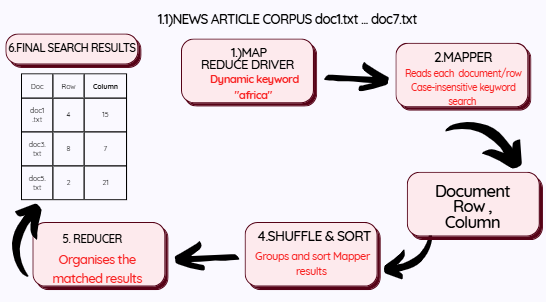 1.1)NEWS ARTICLE CORPUS doc1.txt ... doc7.txt
6.FINAL SEARCH RESULTS
Doc Row Column
doc1
.txt 4 15
doc3.
txt 8 7
doc5.
txt 2 21
1.)MAP
REDUCE DRIVER
Dynamic keyword
"africa"
2.MAPPER
Reads each document/row
Case-insensitive keyword
search
Document
Row ,
Column
4.SHUFFLE & SORT
Groups and sort Mapper
results
5. REDUCER
Organises the
matched results